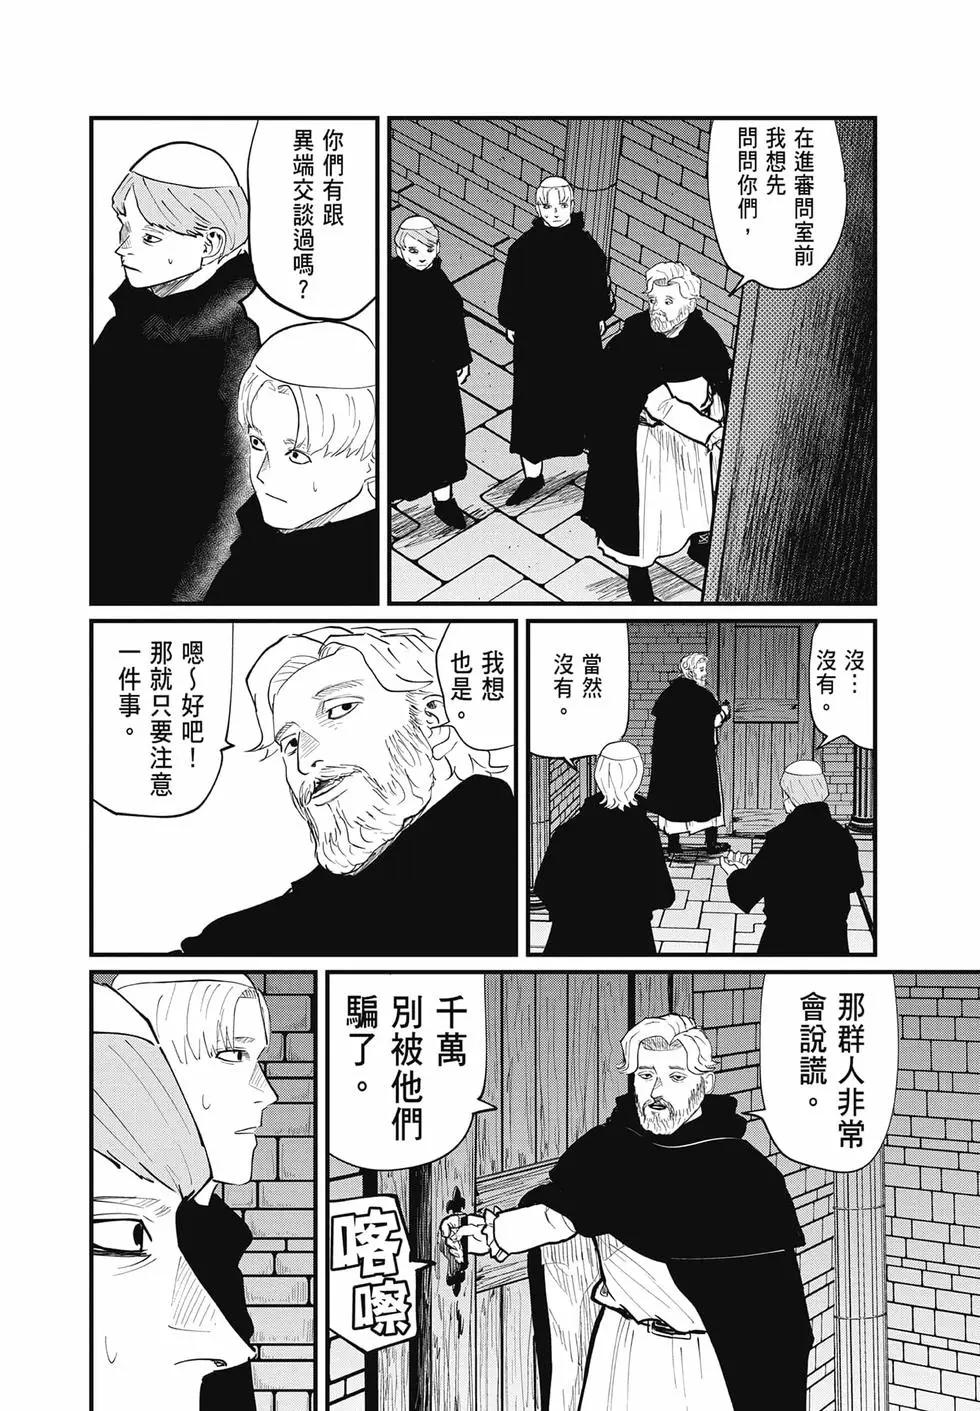 在進審問室前
我想先
問問你們，
你們有跟
異端交談過嗎？
沒…
沒有。
當然
沒有。
我想
也是。
嗯～好吧！
那就只要注意
一件事。
那群人非常
會說謊。
千萬
別被他們
騙了。
喀嚓